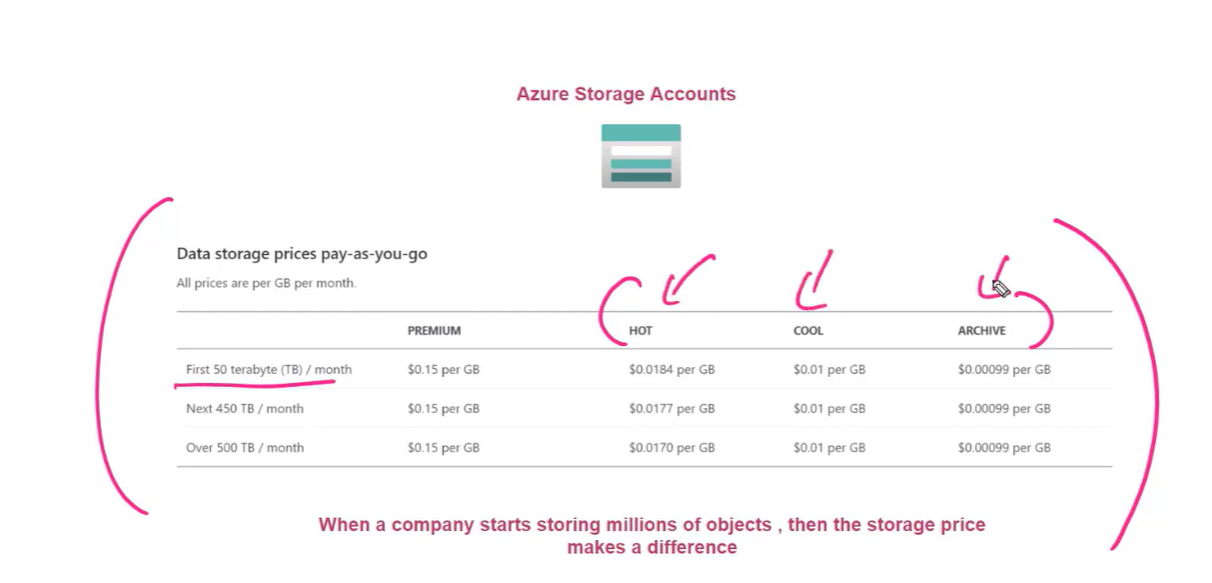 Azure Storage Accounts
Data storage prices pay-as-you-go
All prices are per GB per month.
PREMIUM HOT COOL ARCHIVE
First 50 terabyte (TB) / month $0.15 per GB $0.0184 per GB $0.01 per GB $0.00099 per GB
Next 450 TB / month $0.15 per GB $0.0177 per GB $0.01 per GB $0.00099 per GB
Over 500 TB / month $0.15 per GB $0.0170 per GB $0.01 per GB $0.00099 per GB
When a company starts storing millions of objects , then the storage price
makes a difference